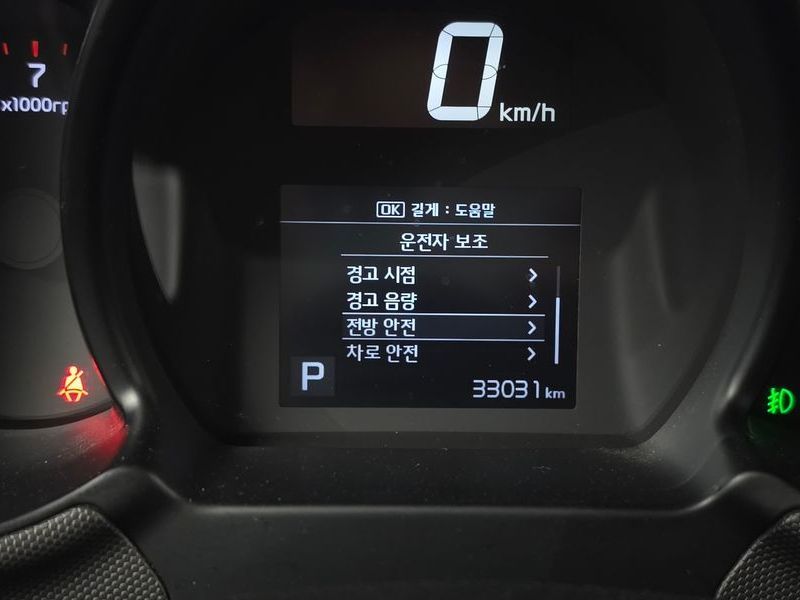 0 km/h
7
x1000rp
OK 길게 : 도움말
운전자 보조
경고 시점
경고 음량
전방 안전
차로 안전
P
33031 km